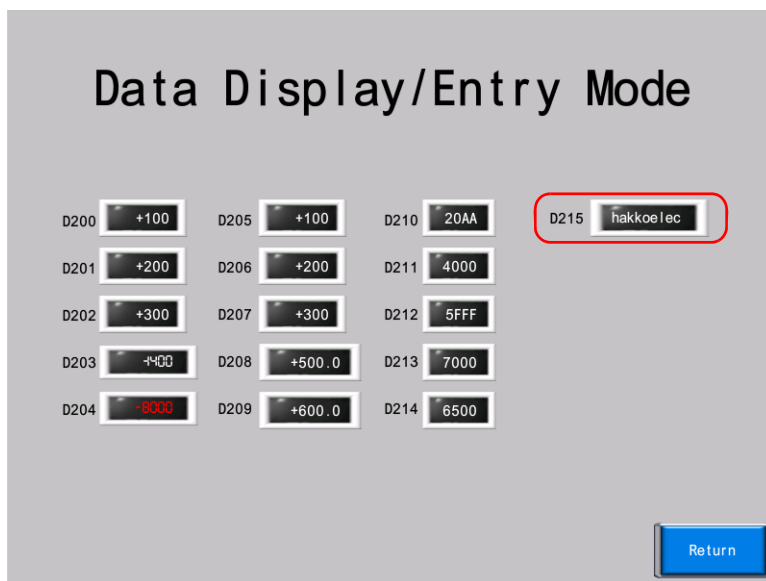 Data Display/Entry Mode
D200 +100 D205 +100 D210 20AA D215 hakkoelec
D201 +200 D206 +200 D211 4000
D202 +300 D207 +300 D212 5FFF
D203 +400 D208 +500.0 D213 7000
D204 -8000 D209 +600.0 D214 6500
Return